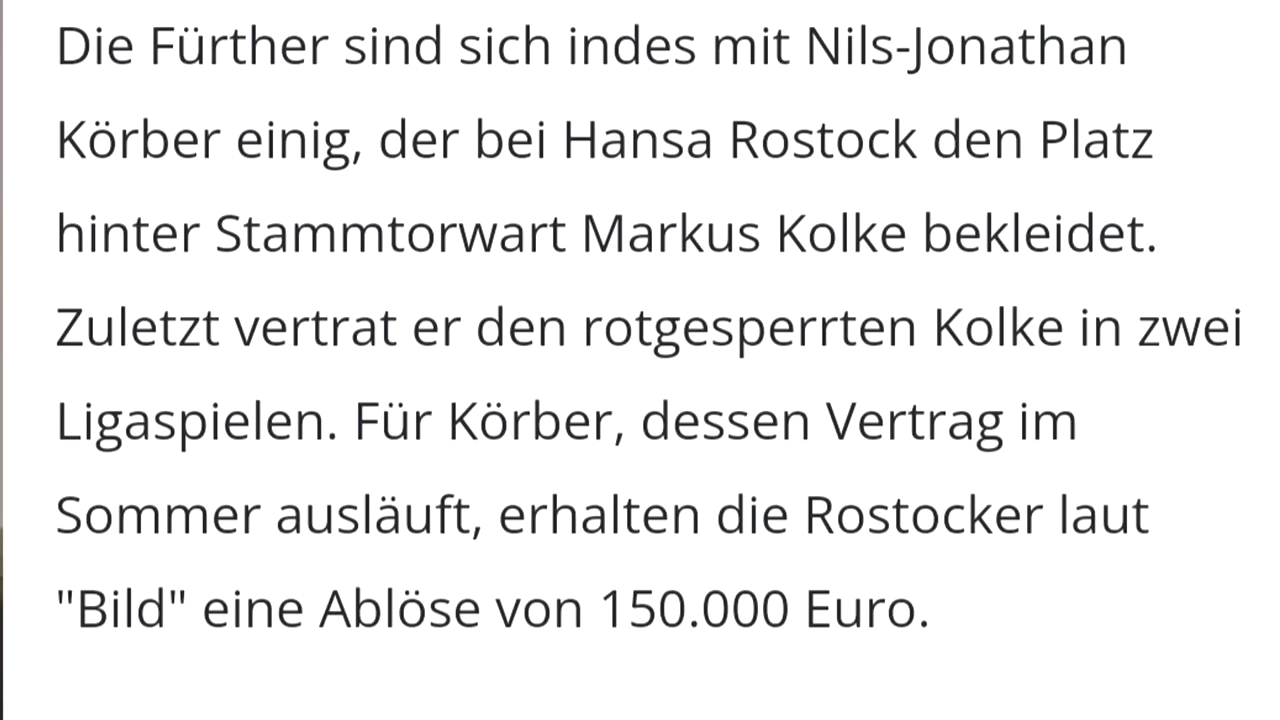 Die Fürther sind sich indes mit Nils-Jonathan
Körber einig, der bei Hansa Rostock den Platz
hinter Stammtorwart Markus Kolke bekleidet.
Zuletzt vertrat er den rotgesperrten Kolke in zwei
Ligaspielen. Für Körber, dessen Vertrag im
Sommer ausläuft, erhalten die Rostocker laut
"Bild" eine Ablöse von 150.000 Euro.